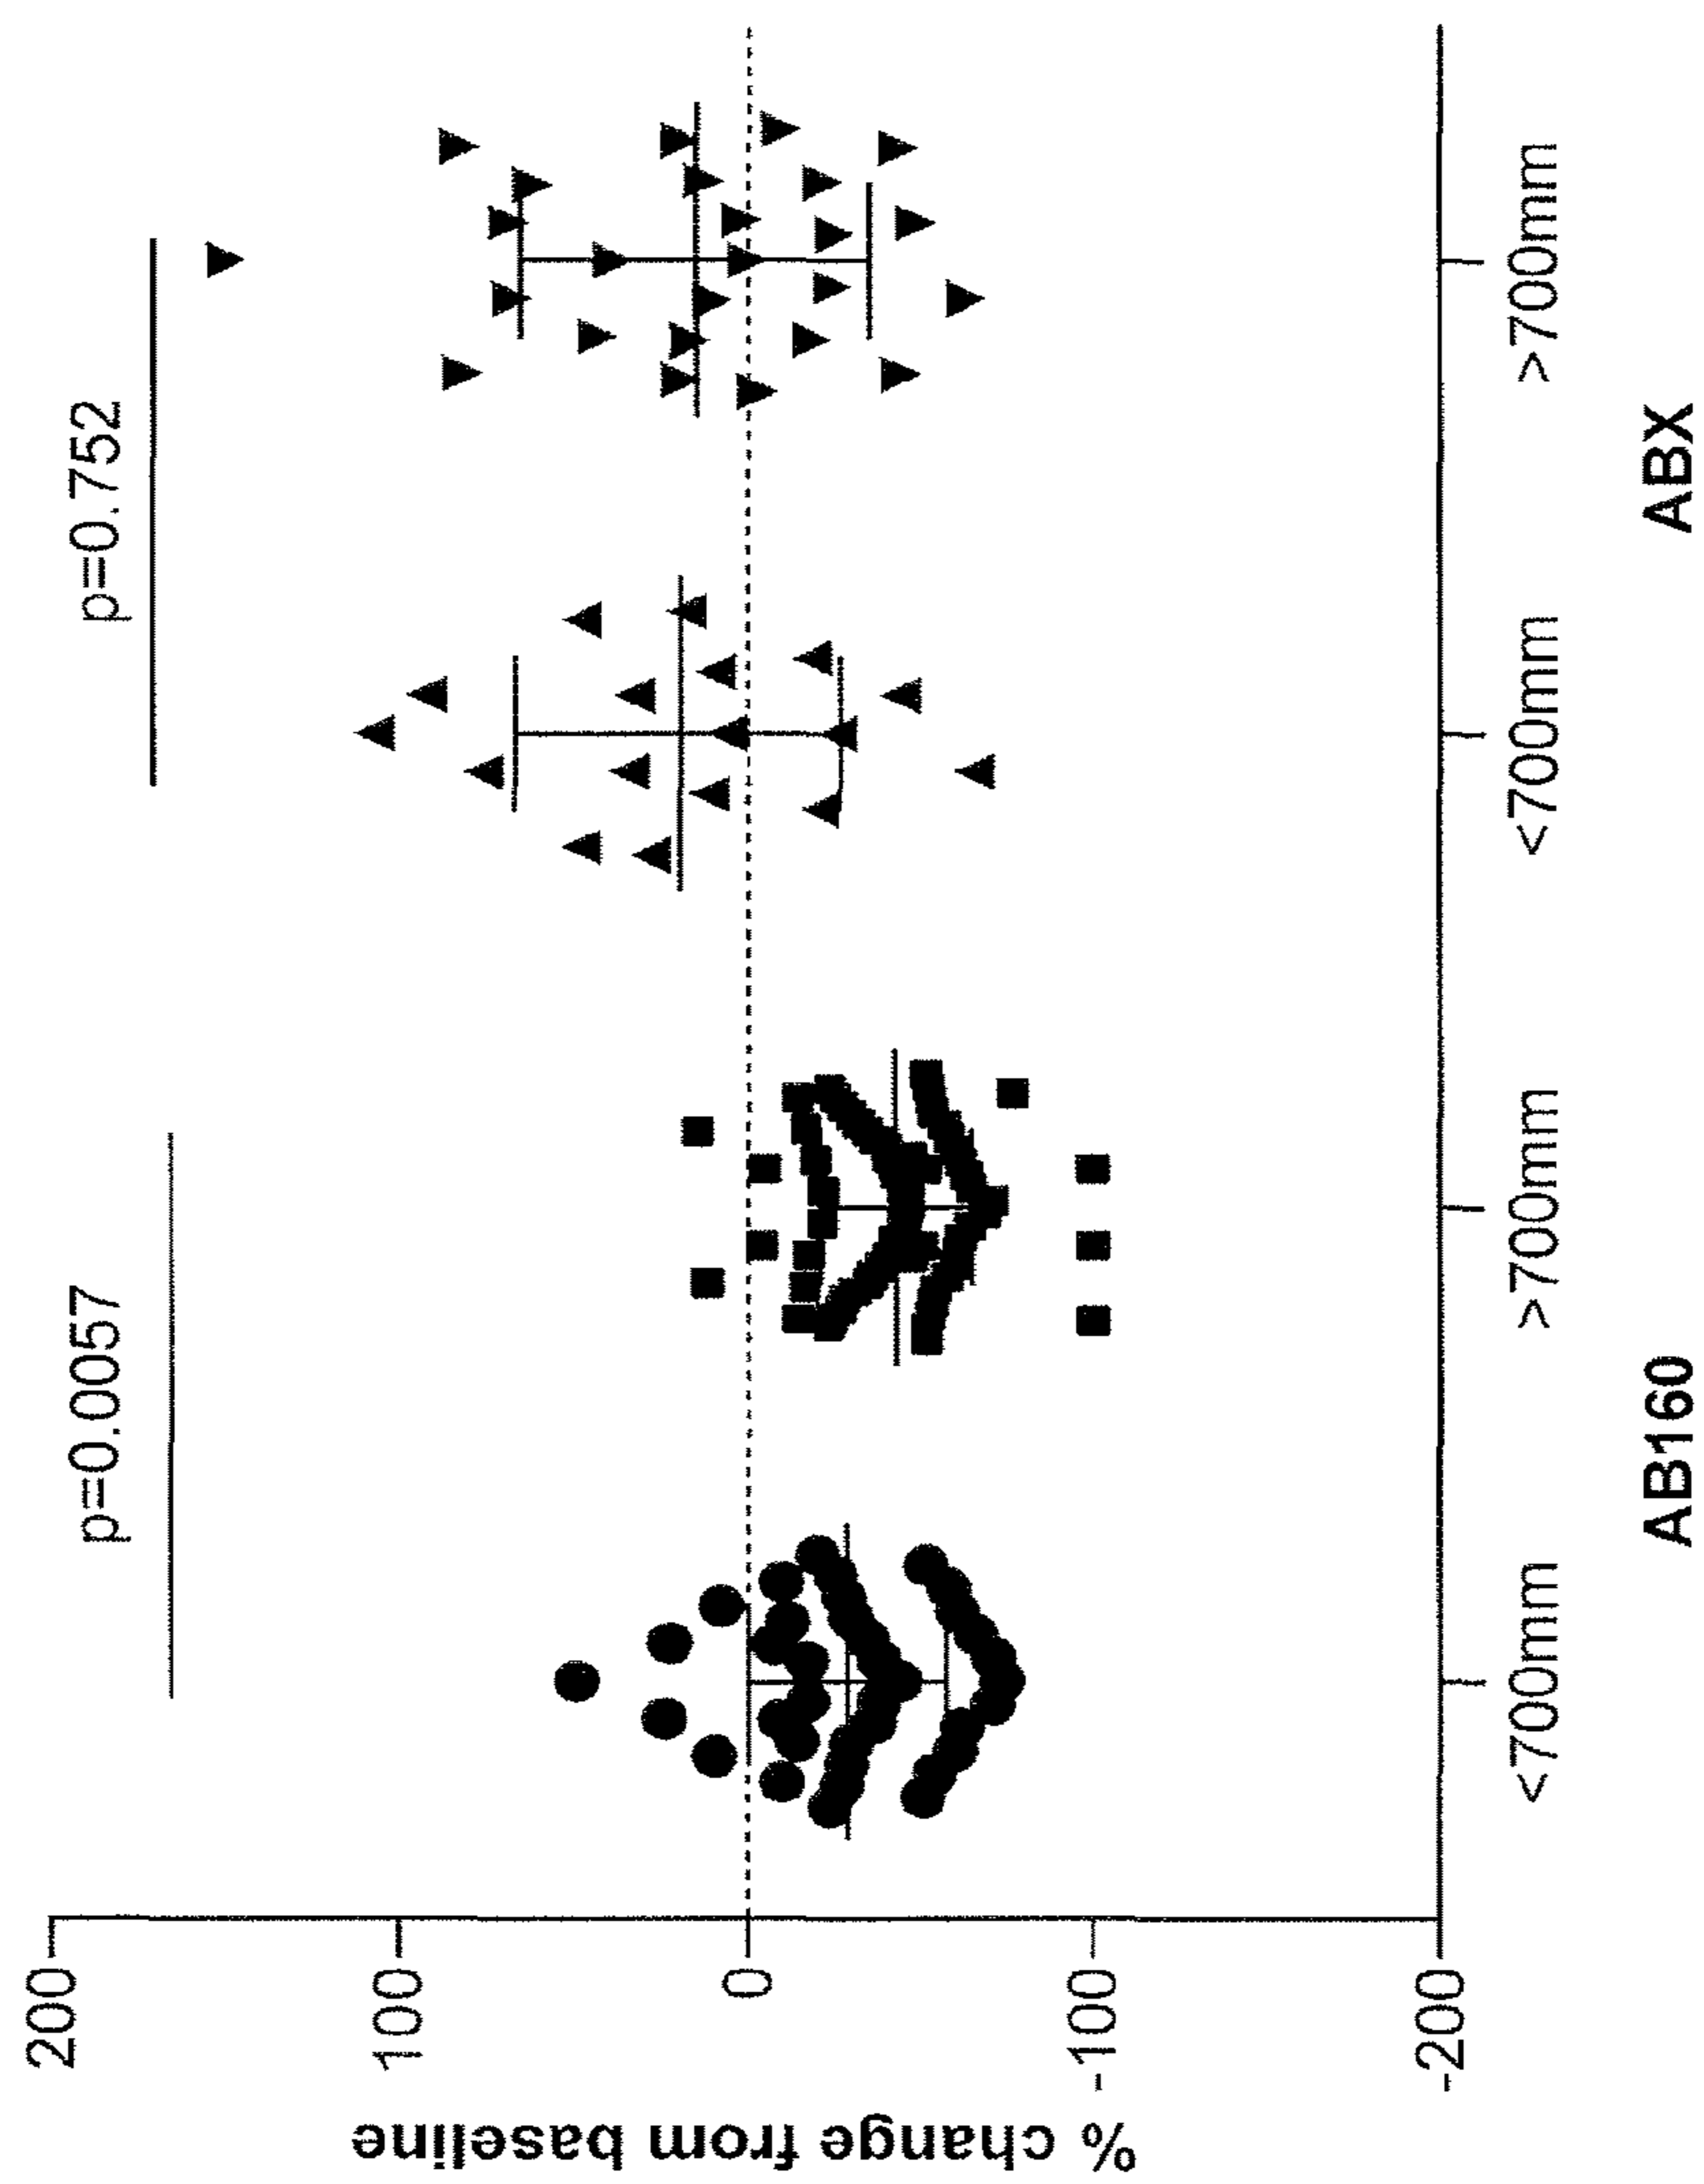 p=0.0057
p=0.752
% change from baseline
200
100
0
-100
-200
<700mm
>700mm
<700mm
>700mm
AB160
ABX